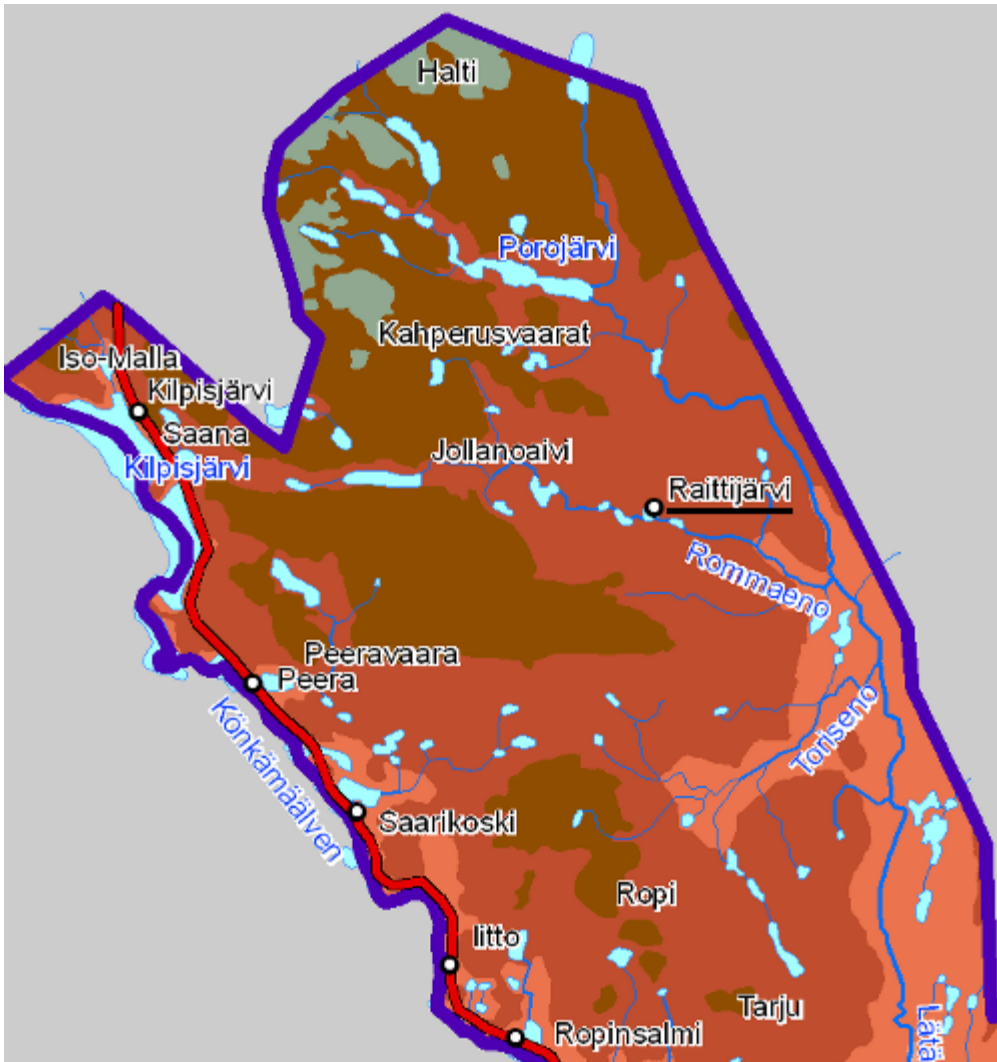 Halti
Porojärvi
Kahperusvaarat
Iso-Malla
Kilpisjärvi
Saana
Kilpisjärvi
Jollanoaivi
Raittijärvi
Rommaeno
Peeravaara
Peera
Könkämäälven
Toriseno
Saarikoski
Ropi
Iitto
Tarju
Ropinsalmi
Lätä